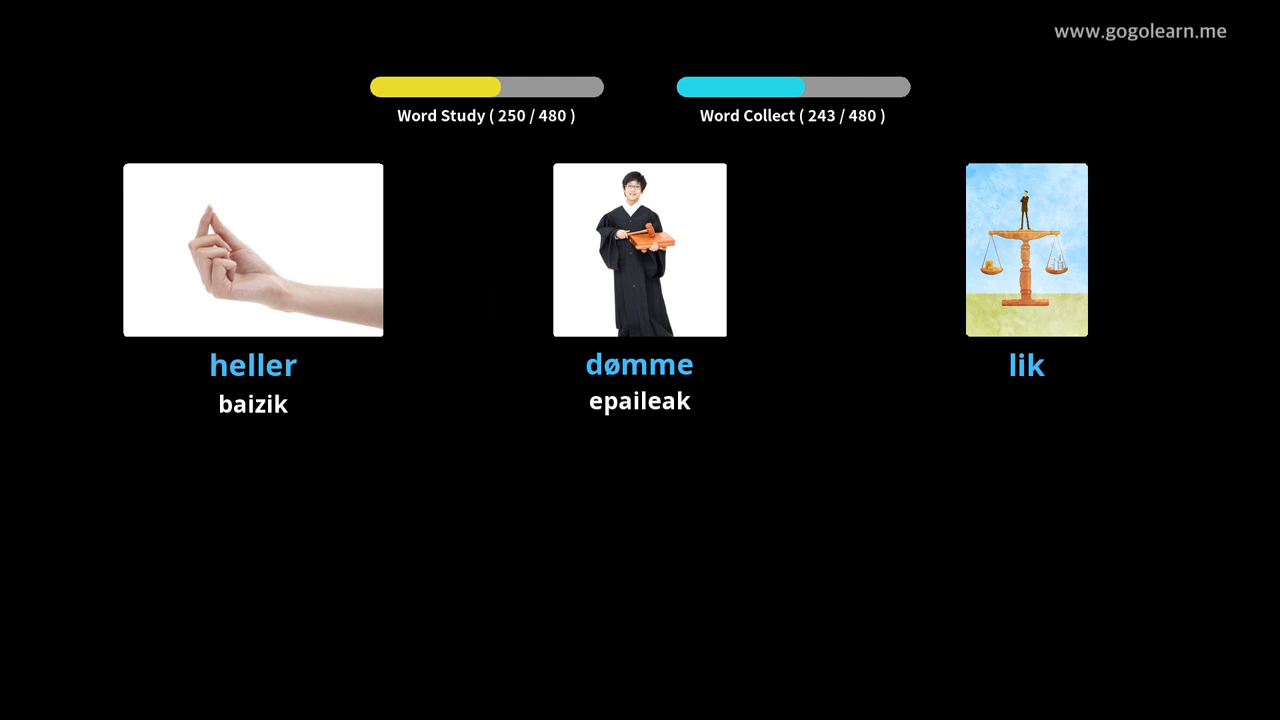 www.gogolearn.me
Word Study ( 250 / 480 )
Word Collect ( 243 / 480 )
heller
baizik
dømme
epaileak
lik